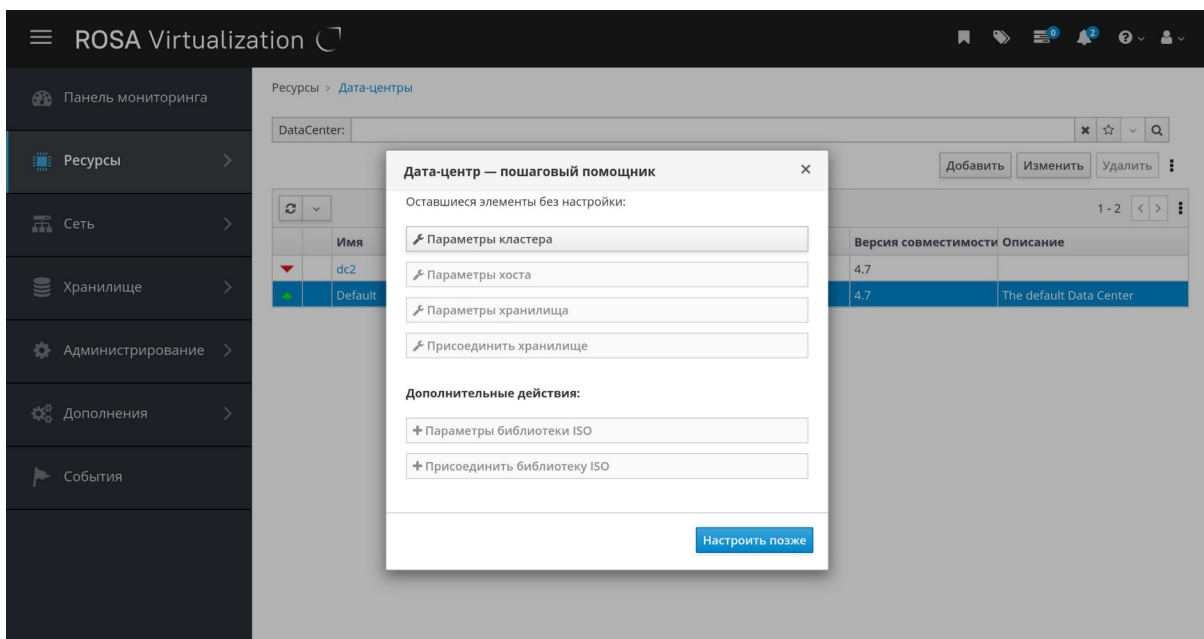 ROSA Virtualization
0
2
Панель мониторинга
Ресурсы
Сеть
Хранилище
Администрирование
Дополнения
События
Ресурсы > Дата-центры
DataCenter:
Добавить Изменить Удалить
1 - 2
Имя Версия совместимости Описание
dc2 4.7
Default 4.7 The default Data Center
Дата-центр — пошаговый помощник
Оставшиеся элементы без настройки:
Параметры кластера
Параметры хоста
Параметры хранилища
Присоединить хранилище
Дополнительные действия:
Параметры библиотеки ISO
Присоединить библиотеку ISO
Настроить позже